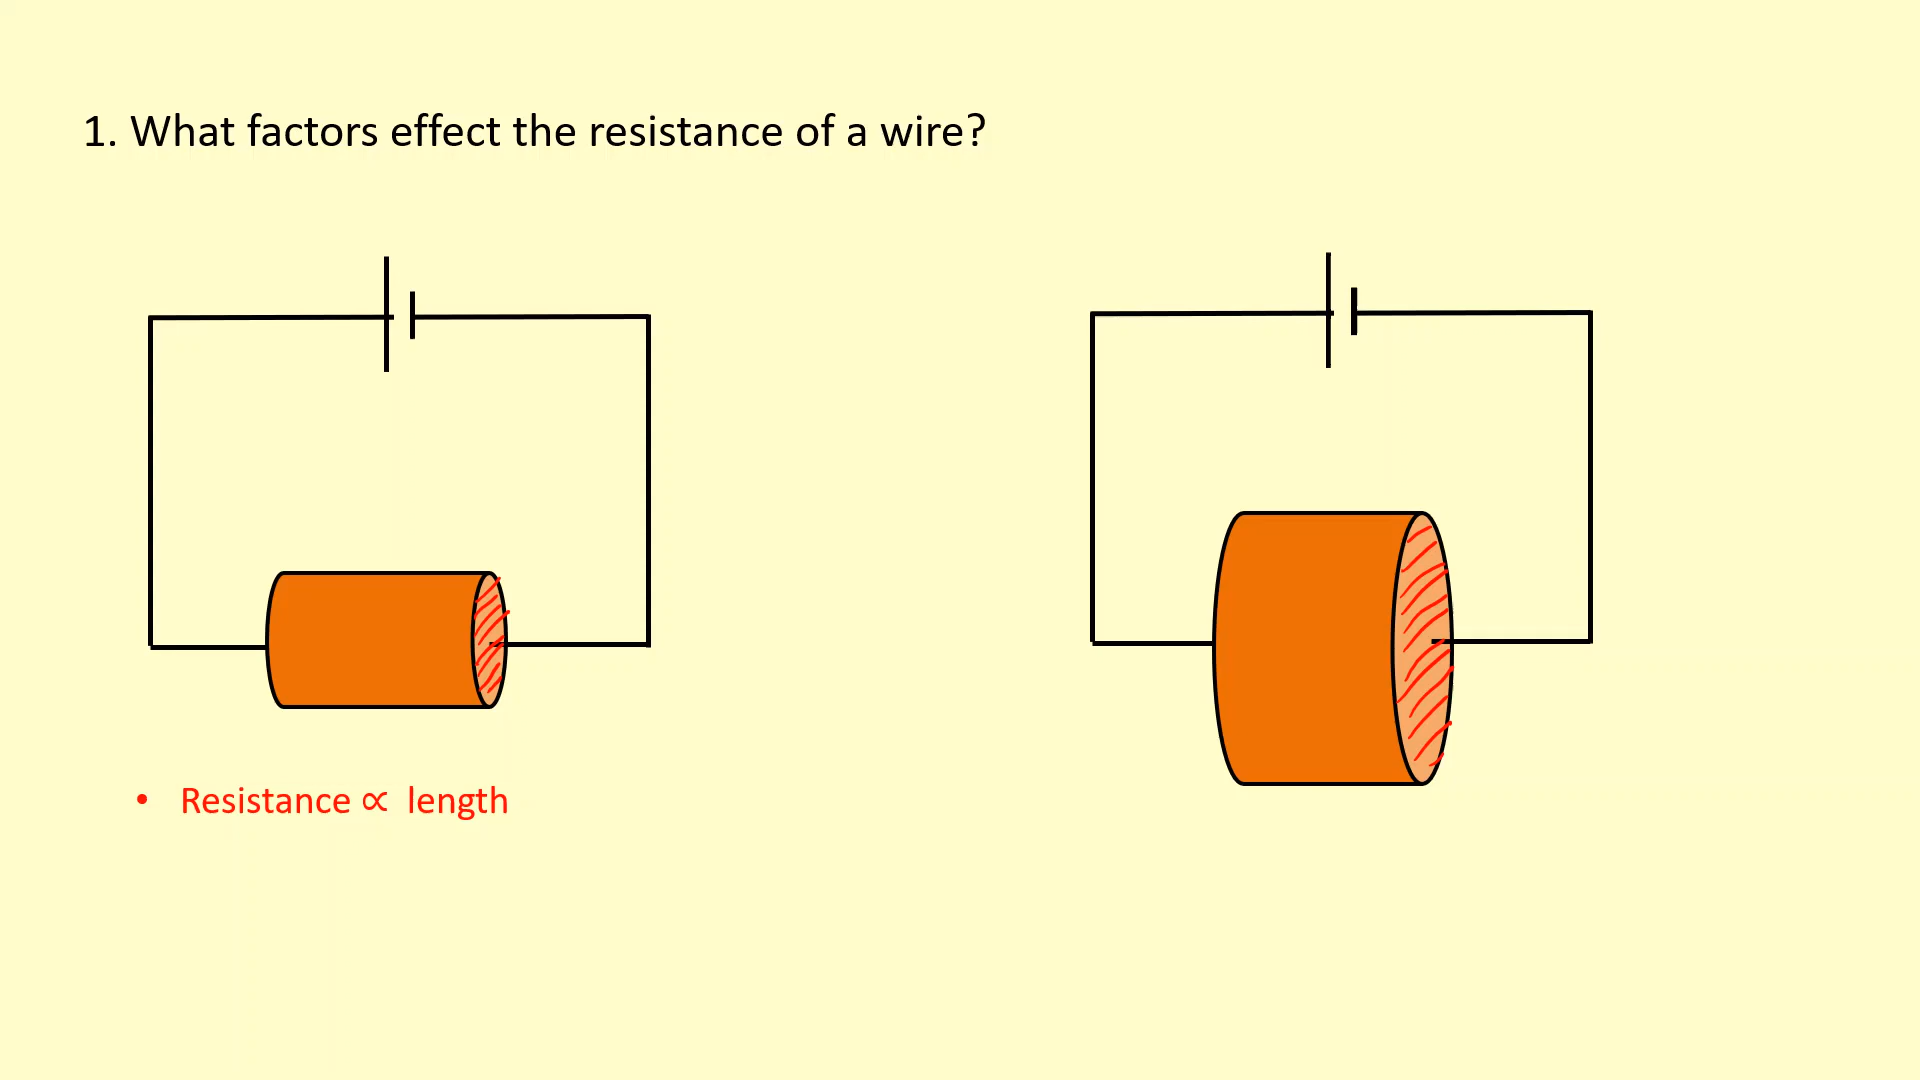 1. What factors effect the resistance of a wire?
• Resistance ∝ length